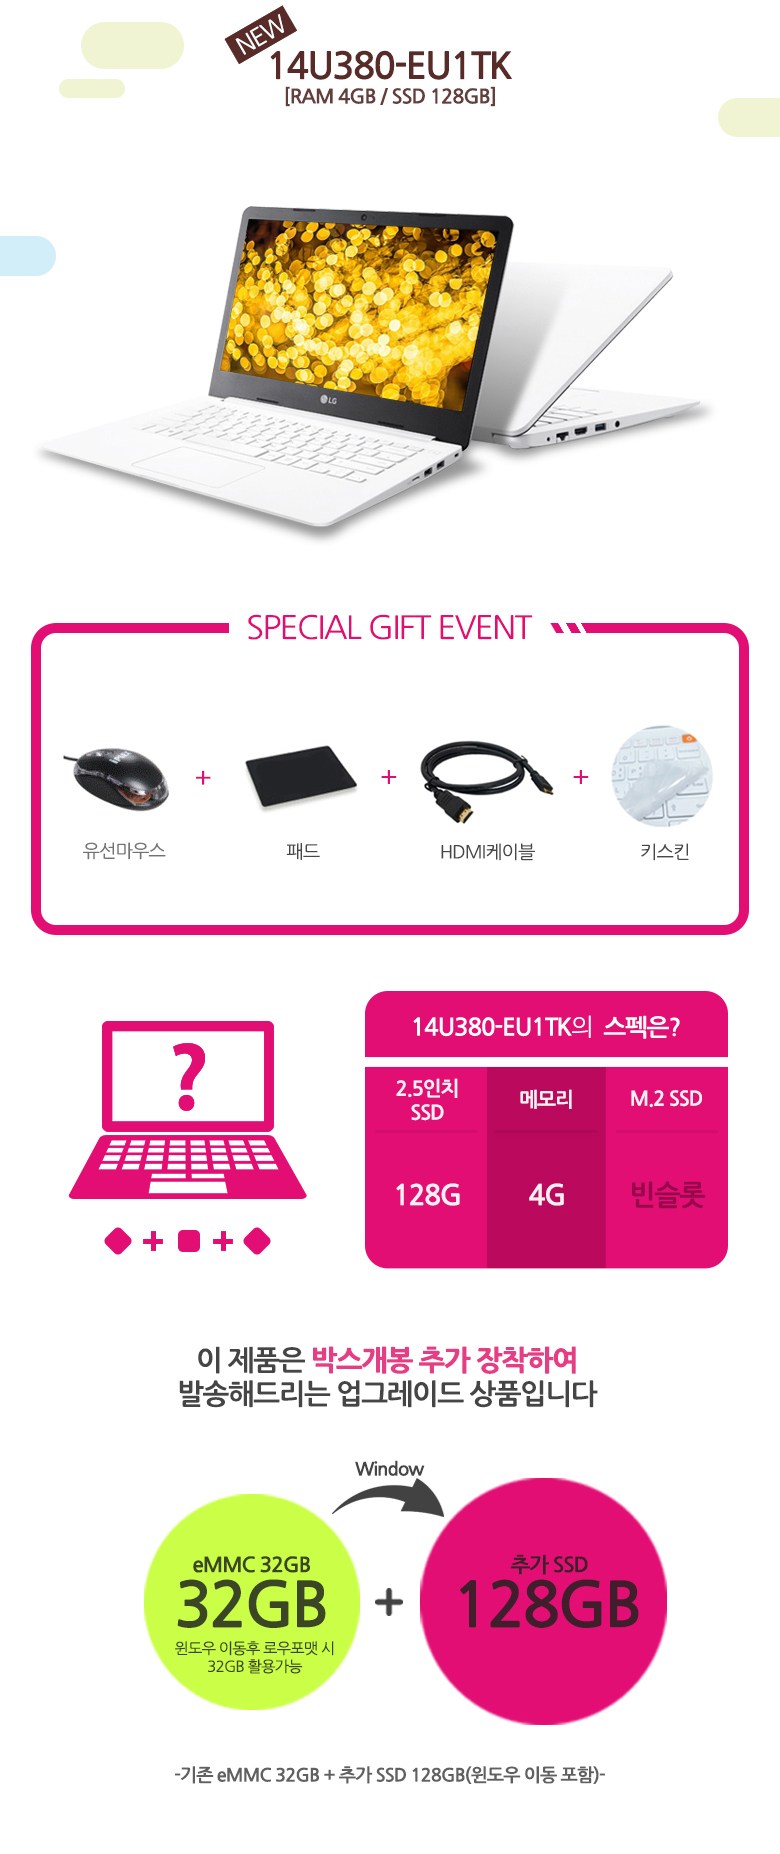 NEW
14U380-EU1TK
[RAM 4GB / SSD 128GB]
LG
SPECIAL GIFT EVENT
유선마우스
+
패드
+
HDMI케이블
+
키스킨
?
14U380-EU1TK의 스펙은?
2.5인치
SSD
메모리
M.2 SSD
128G
4G
빈슬롯
이 제품은 박스개봉 추가 장착하여
발송해드리는 업그레이드 상품입니다
Window
eMMC 32GB
32GB
윈도우 이동후 로우포맷 시
32GB 활용가능
+
추가 SSD
128GB
-기존 eMMC 32GB + 추가 SSD 128GB(윈도우 이동 포함)-